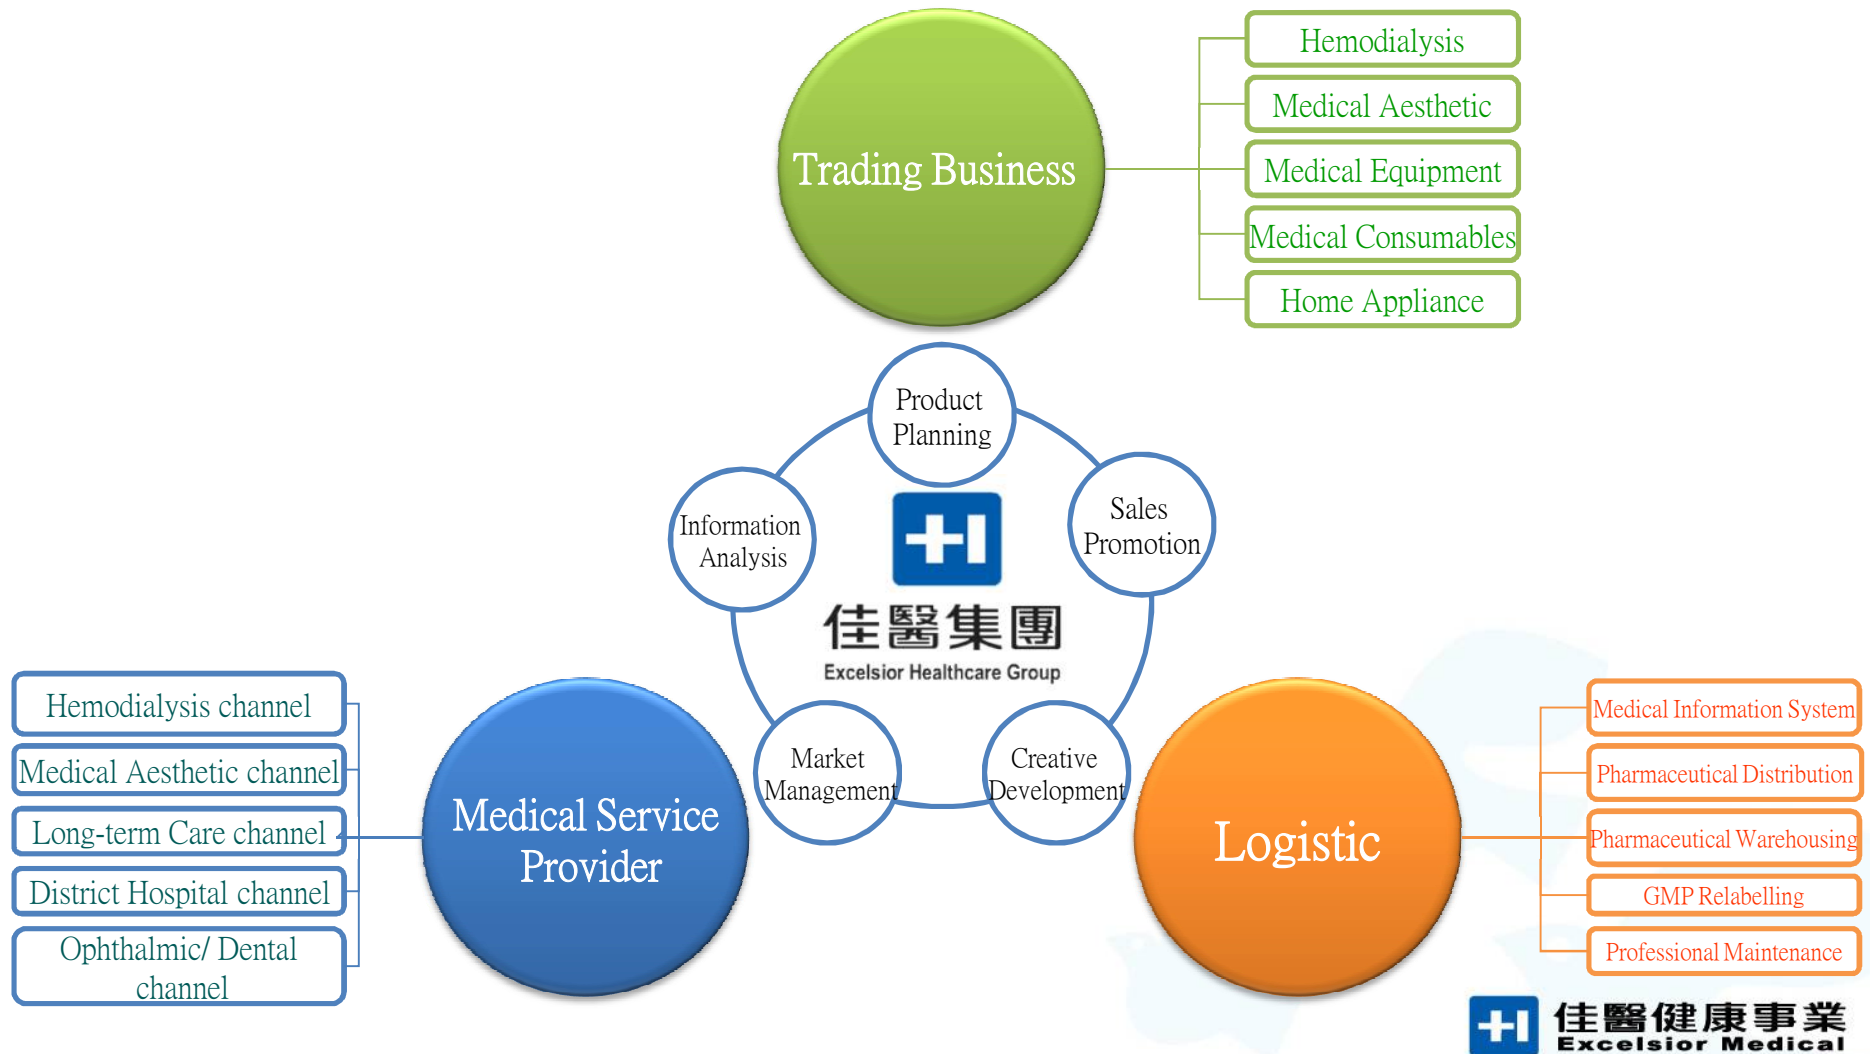 Trading Business
Hemodialysis
Medical Aesthetic
Medical Equipment
Medical Consumables
Home Appliance
Product
Planning
Sales
Promotion
Information
Analysis
佳醫集團
Excelsior Healthcare Group
Market
Management
Creative
Development
Hemodialysis channel
Medical Aesthetic channel
Long-term Care channel
District Hospital channel
Ophthalmic/ Dental
channel
Medical Service
Provider
Logistic
Medical Information System
Pharmaceutical Distribution
Pharmaceutical Warehousing
GMP Relabelling
Professional Maintenance
佳醫健康事業
Excelsior Medical